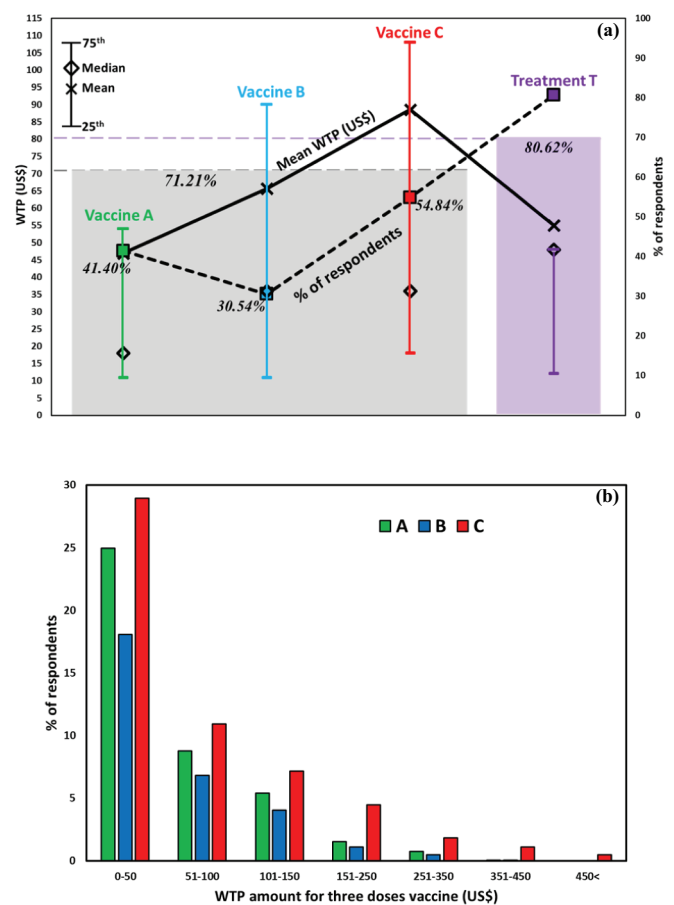 (a)
115
110
105
100
95
90
85
80
75
70
65
60
55
50
45
40
35
30
25
20
15
10
5
0
WTP (US$)
75th
Median
Mean
25th
Vaccine A
Vaccine B
Vaccine C
Treatment T
Mean WTP (US$)
% of respondents
71.21%
41.40%
30.54%
54.84%
80.62%
100
90
80
70
60
50
40
30
20
10
0
% of respondents
(b)
30
25
20
15
10
5
0
% of respondents
A B C
0-50 51-100 101-150 151-250 251-350 351-450 450<
WTP amount for three doses vaccine (US$)